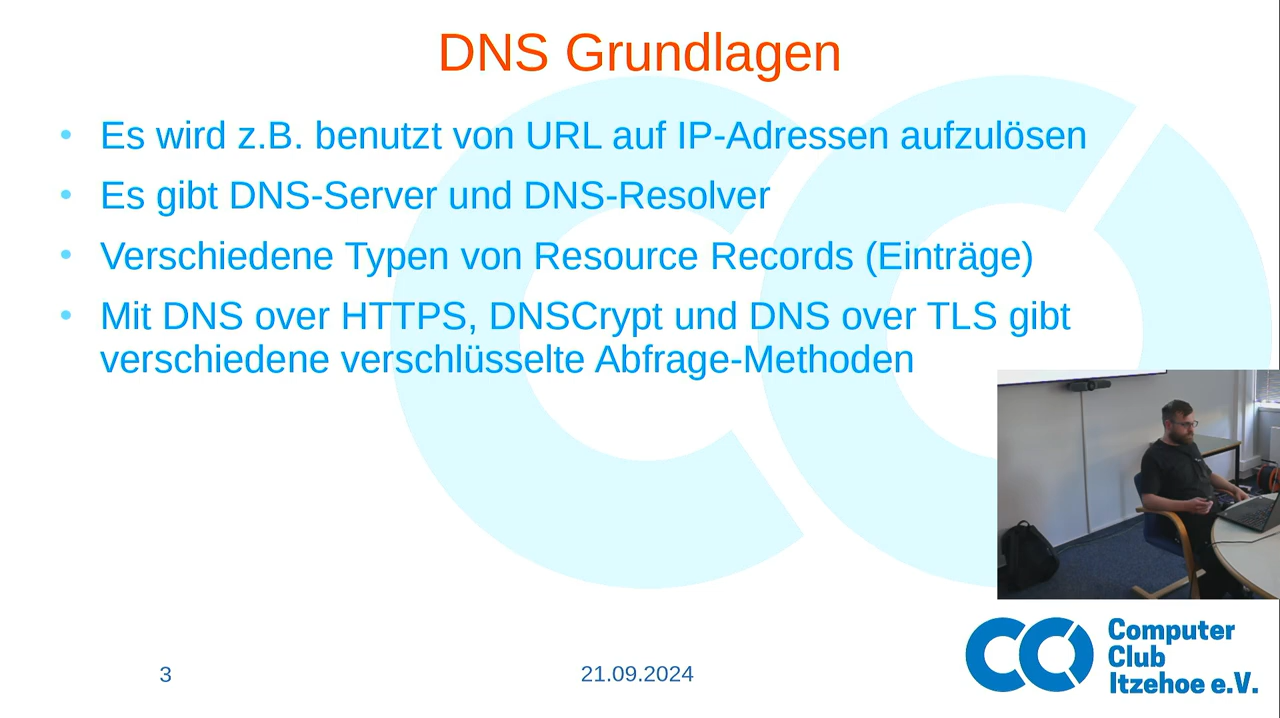 DNS Grundlagen
• Es wird z.B. benutzt von URL auf IP-Adressen aufzulösen
• Es gibt DNS-Server und DNS-Resolver
• Verschiedene Typen von Resource Records (Einträge)
• Mit DNS over HTTPS, DNSCrypt und DNS over TLS gibt
verschiedene verschlüsselte Abfrage-Methoden
3
21.09.2024
Computer
Club
Itzehoe e.V.